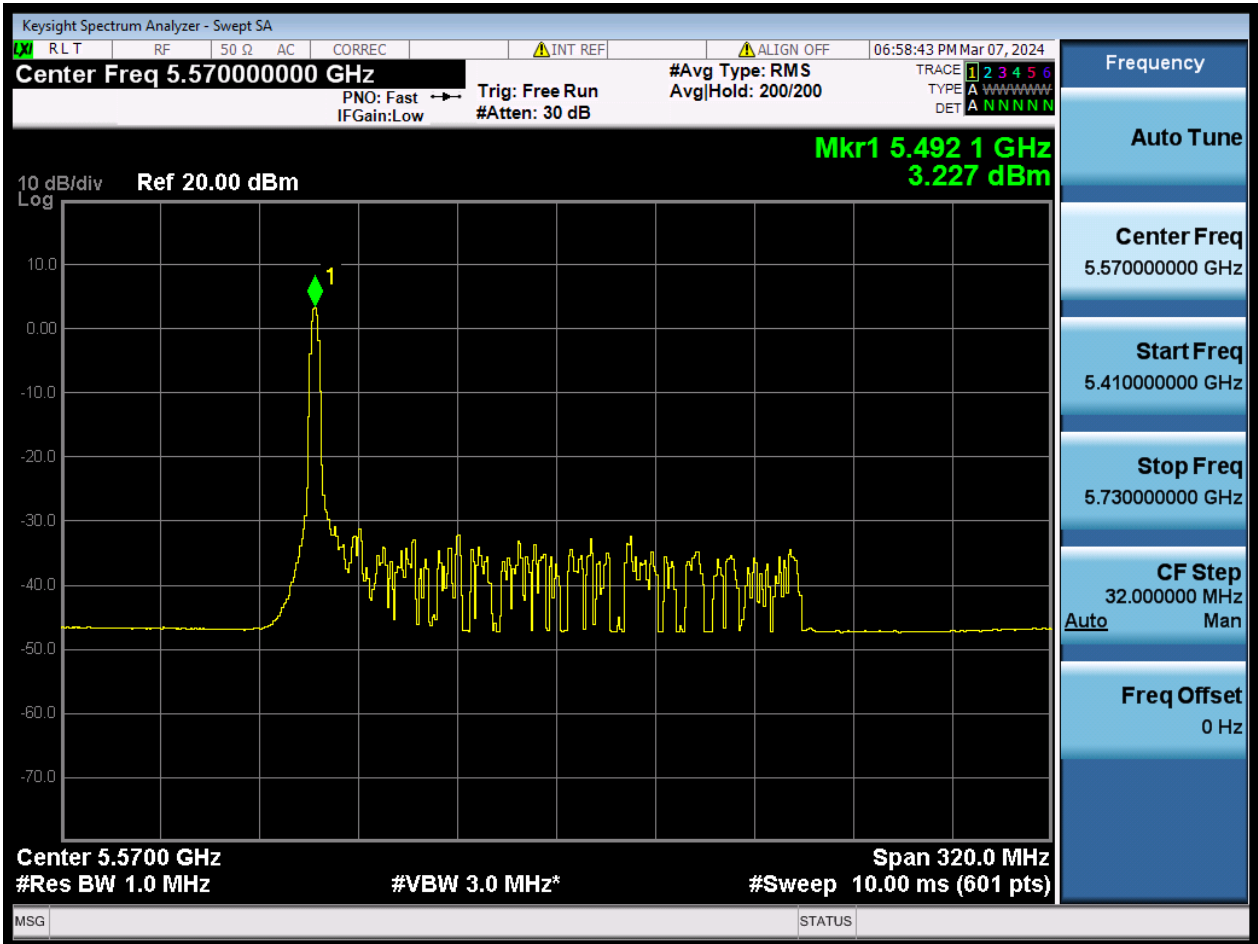 Keysight Spectrum Analyzer - Swept SA
LXI RLT RF 50 Ω AC CORREC INT REF ALIGN OFF 06:58:43 PM Mar 07, 2024
Center Freq 5.570000000 GHz
PNO: Fast
IFGain:Low
Trig: Free Run
#Atten: 30 dB
#Avg Type: RMS
Avg|Hold: 200/200
TRACE 1 2 3 4 5 6
TYPE A WWWWW
DET A N N N N N
Mkr1 5.492 1 GHz
3.227 dBm
10 dB/div Ref 20.00 dBm
Log
1
10.0
0.00
-10.0
-20.0
-30.0
-40.0
-50.0
-60.0
-70.0
Center 5.5700 GHz Span 320.0 MHz
#Res BW 1.0 MHz #VBW 3.0 MHz* #Sweep 10.00 ms (601 pts)
MSG STATUS
Frequency
Auto Tune
Center Freq
5.570000000 GHz
Start Freq
5.410000000 GHz
Stop Freq
5.730000000 GHz
CF Step
32.000000 MHz
Auto Man
Freq Offset
0 Hz